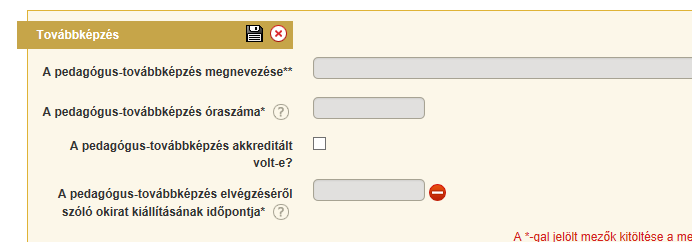 Továbbképzés
A pedagógus-továbbképzés megnevezése**
A pedagógus-továbbképzés óraszáma* ?
A pedagógus-továbbképzés akkreditált
volt-e?
A pedagógus-továbbképzés elvégzéséről
szóló okirat kiállításának időpontja* ?
A *-gal jelölt mezők kitöltése a me